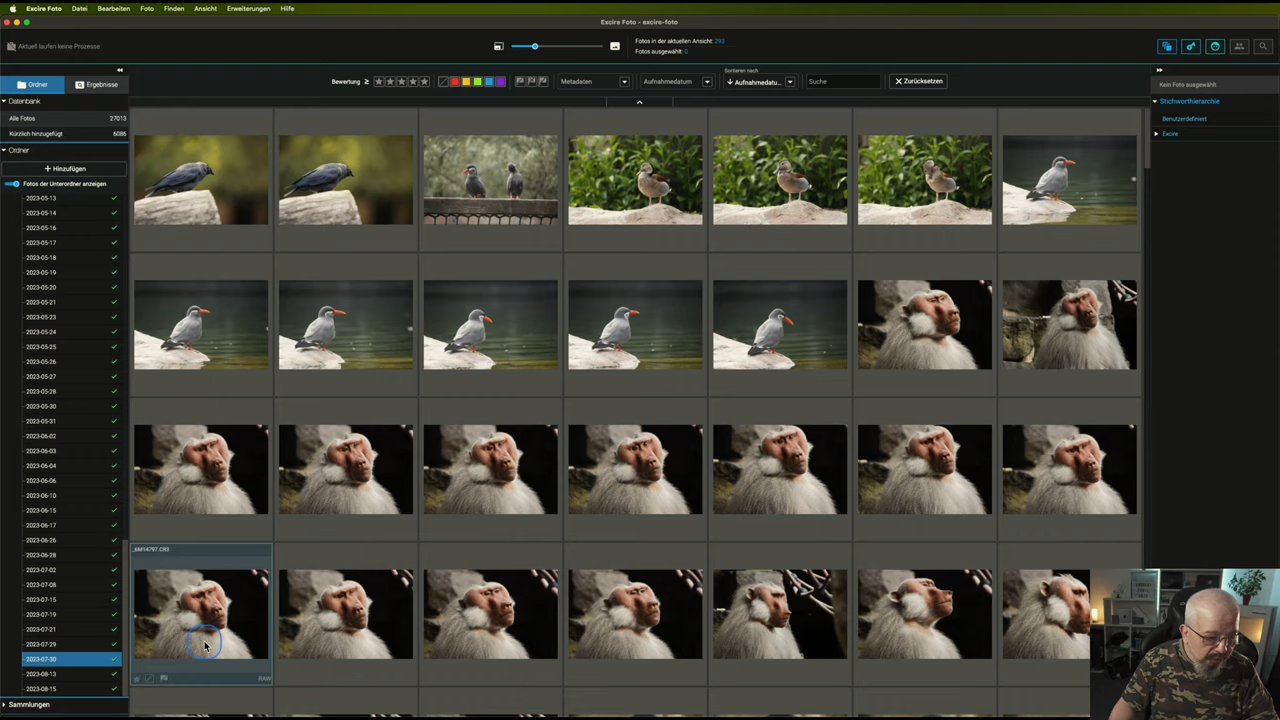 Excire Foto Datei Bearbeiten Foto Finden Ansicht Erweiterungen Hilfe
Excire Foto - excire-foto
Aktuell laufen keine Prozesse
Fotos in der aktuellen Ansicht: 293
Fotos ausgewählt: 0
Ordner Ergebnisse
Bewertung ≥ Metadaten Aufnahmedatum
Sortieren nach
Aufnahmedatu... Suche Zurücksetzen
Kein Foto ausgewählt
Datenbank
Stichworthierarchie
Alle Fotos 27013
Benutzerdefiniert
Kürzlich hinzugefügt 6086
Excire
Ordner
Hinzufügen
Fotos der Unterordner anzeigen
2023-05-13
2023-05-14
2023-05-16
2023-05-17
2023-05-18
2023-05-19
2023-05-20
2023-05-21
2023-05-23
2023-05-24
2023-05-25
2023-05-26
2023-05-27
2023-05-28
2023-05-30
2023-05-31
2023-06-02
2023-06-03
2023-06-04
2023-06-06
2023-06-10
2023-06-15
2023-06-17
2023-06-26
2023-06-28
2023-07-02
2023-07-08
2023-07-15
2023-07-19
2023-07-21
2023-07-29
2023-07-30
2023-08-13
2023-08-15
_6M14797.CR3
RAW
Sammlungen